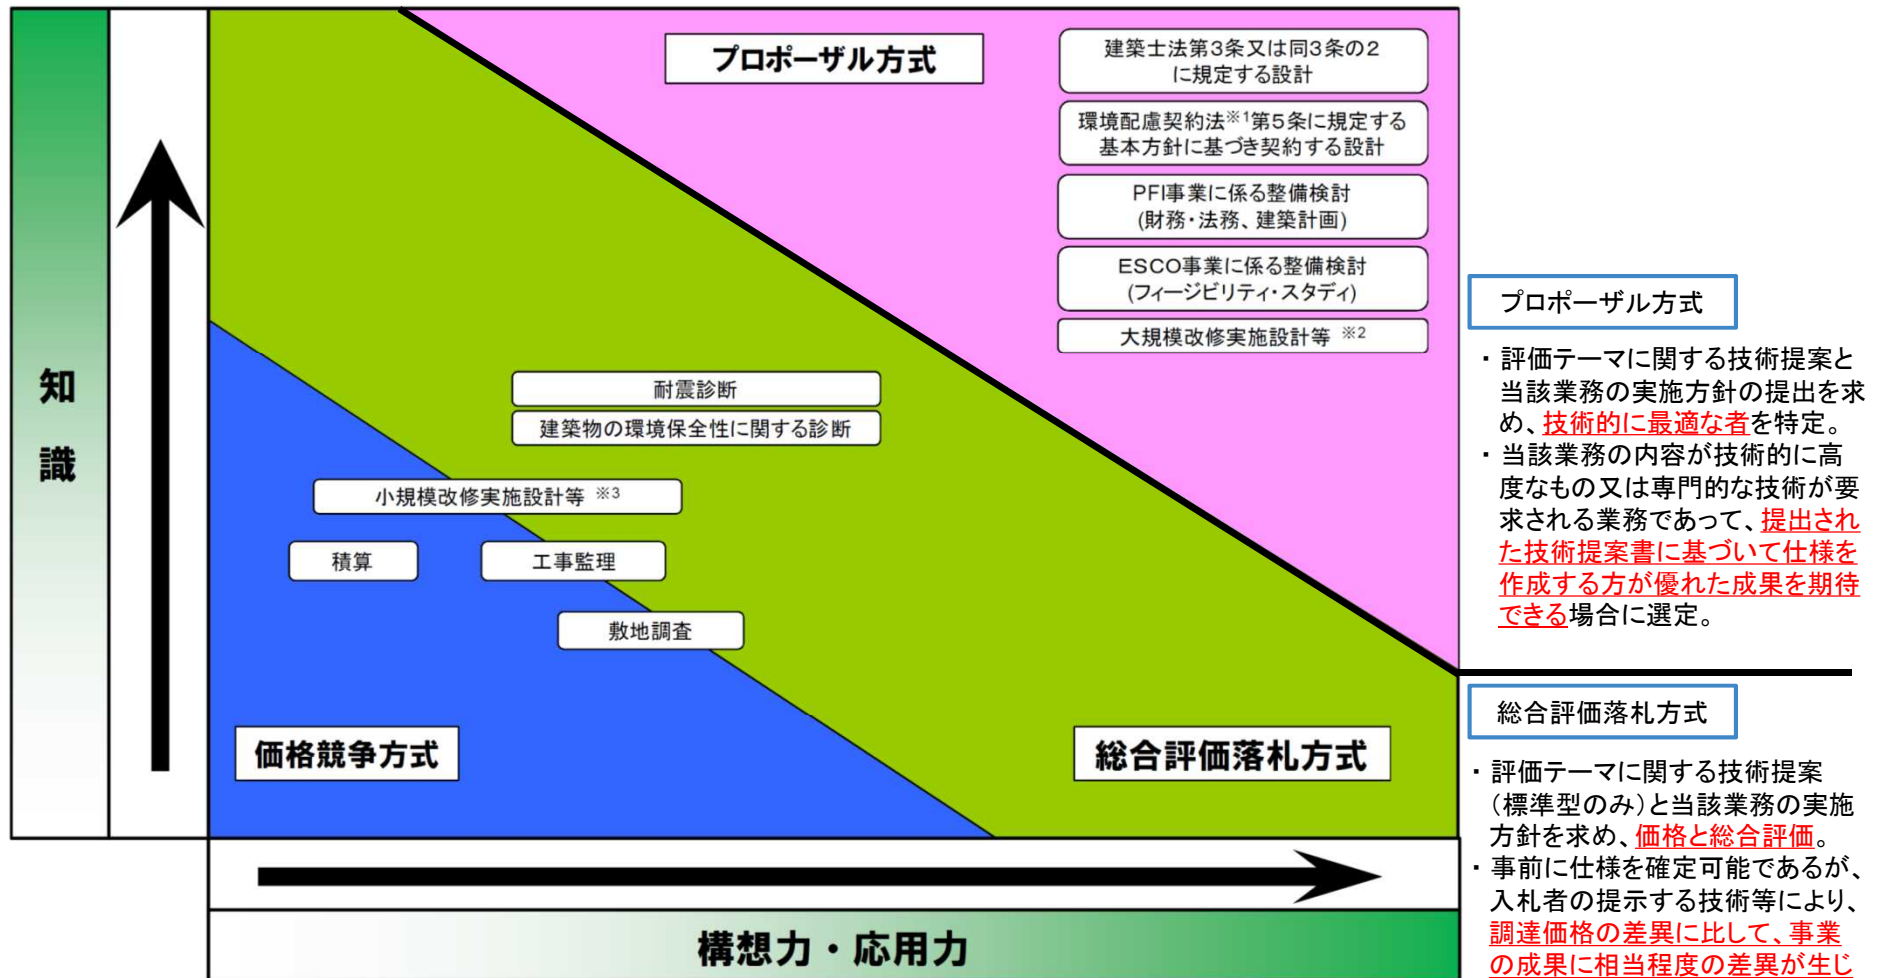 プロポーザル方式
建築士法第3条又は同3条の2
に規定する設計
環境配慮契約法※1第5条に規定する
基本方針に基づき契約する設計
PFI事業に係る整備検討
(財務・法務、建築計画)
ESCO事業に係る整備検討
(フィージビリティ・スタディ)
大規模改修実施設計等 ※2
耐震診断
建築物の環境保全性に関する診断
小規模改修実施設計等 ※3
積算
工事監理
敷地調査
価格競争方式
総合評価落札方式
知
識
構想力・応用力
プロポーザル方式
・評価テーマに関する技術提案と
当該業務の実施方針の提出を求
め、技術的に最適な者を特定。
・当該業務の内容が技術的に高
度なもの又は専門的な技術が要
求される業務であって、提出され
た技術提案書に基づいて仕様を
作成する方が優れた成果を期待
できる場合に選定。
総合評価落札方式
・評価テーマに関する技術提案
(標準型のみ)と当該業務の実施
方針を求め、価格と総合評価。
・事前に仕様を確定可能であるが、
入札者の提示する技術等により、
調達価格の差異に比して、事業
の成果に相当程度の差異が生じ